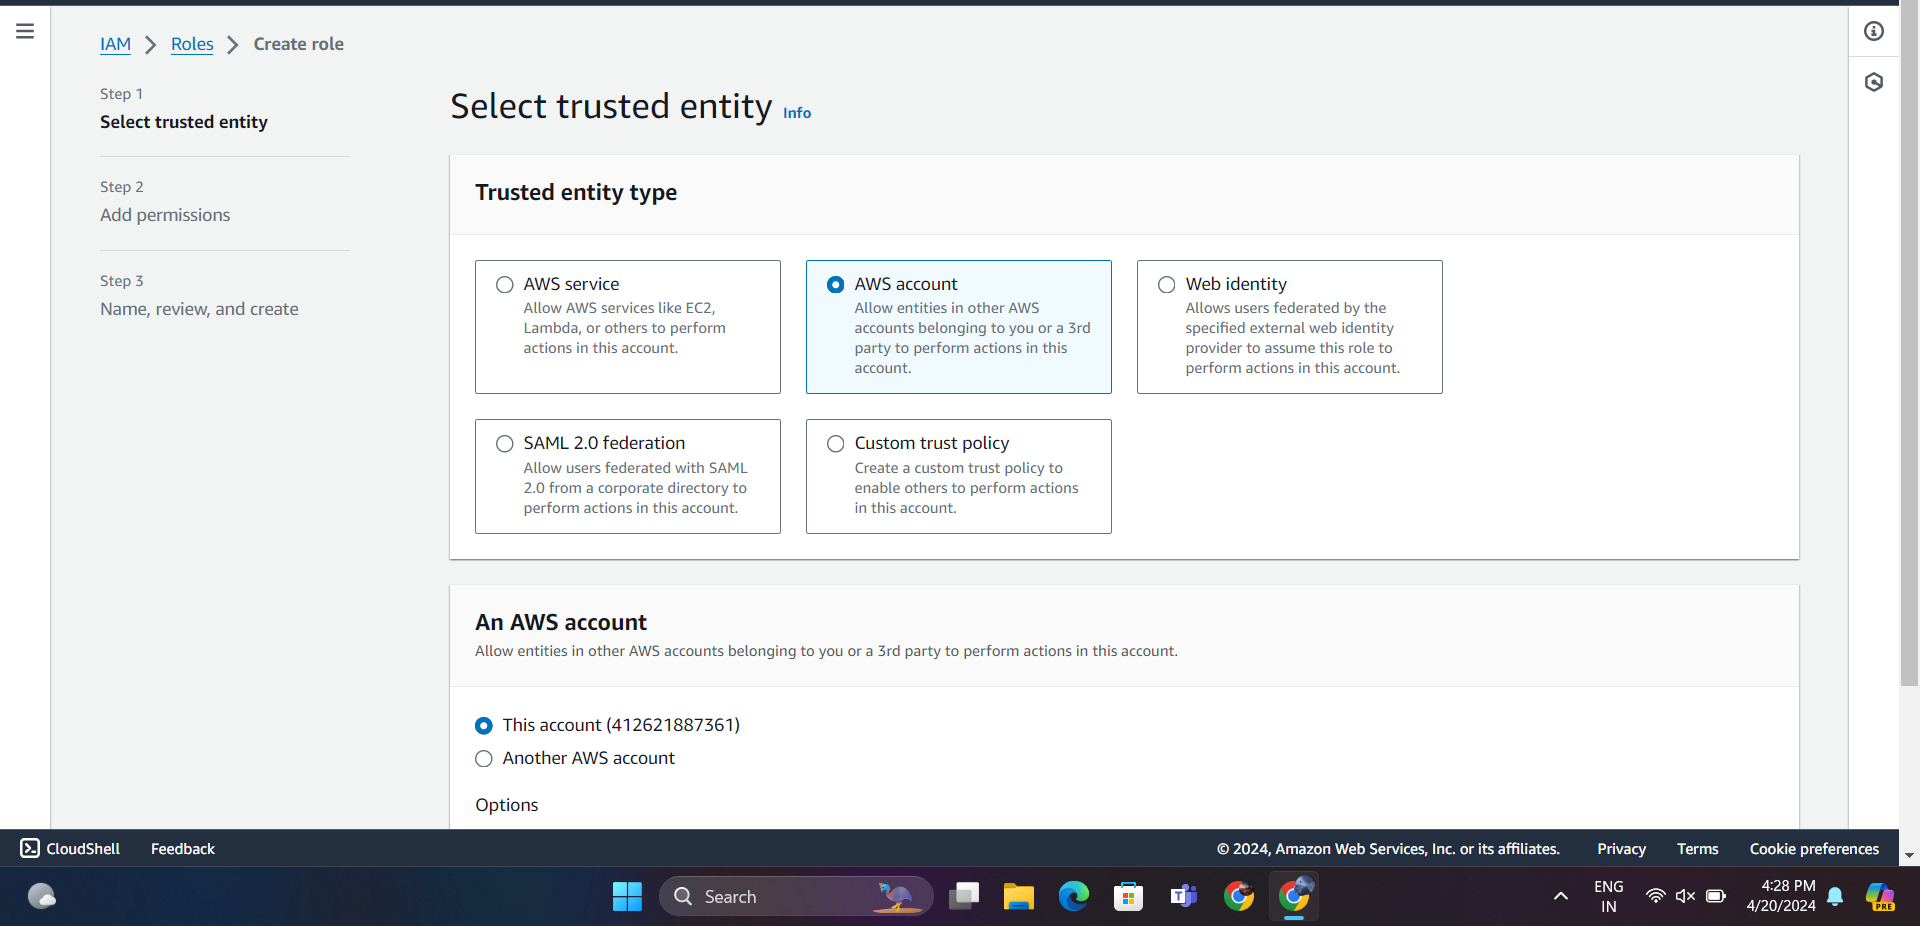 IAM > Roles > Create role
Step 1
Select trusted entity
Step 2
Add permissions
Step 3
Name, review, and create
Select trusted entity Info
Trusted entity type
AWS service
Allow AWS services like EC2,
Lambda, or others to perform
actions in this account.
AWS account
Allow entities in other AWS
accounts belonging to you or a 3rd
party to perform actions in this
account.
Web identity
Allows users federated by the
specified external web identity
provider to assume this role to
perform actions in this account.
SAML 2.0 federation
Allow users federated with SAML
2.0 from a corporate directory to
perform actions in this account.
Custom trust policy
Create a custom trust policy to
enable others to perform actions
in this account.
An AWS account
Allow entities in other AWS accounts belonging to you or a 3rd party to perform actions in this account.
This account (412621887361)
Another AWS account
Options
CloudShell Feedback © 2024, Amazon Web Services, Inc. or its affiliates. Privacy Terms Cookie preferences
Search
ENG
IN
4:28 PM
4/20/2024
PRE